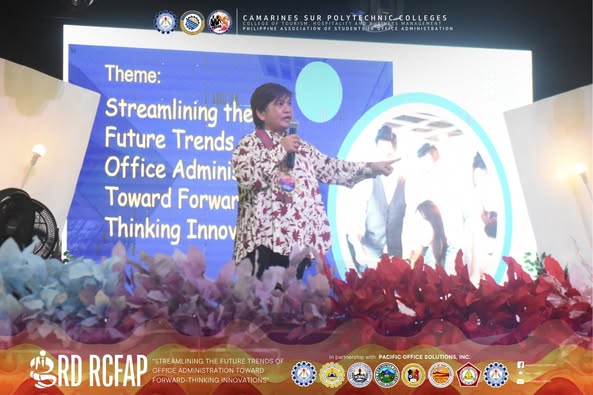 CAMARINES SUR POLYTECHNIC COLLEGES
COLLEGE OF TOURISM, HOSPITALITY AND BUSINESS MANAGEMENT
PHILIPPINE ASSOCIATION OF STUDENTS IN OFFICE ADMINISTRATION
Theme:
Streamlining the
Future Trends
Office Adminis
Toward Forwar
Thinking Innov
3RD RCFAP
"STREAMLINING THE FUTURE TRENDS OF
OFFICE ADMINISTRATION TOWARD
FORWARD-THINKING INNOVATIONS"
In partnership with PACIFIC OFFICE SOLUTIONS, INC.